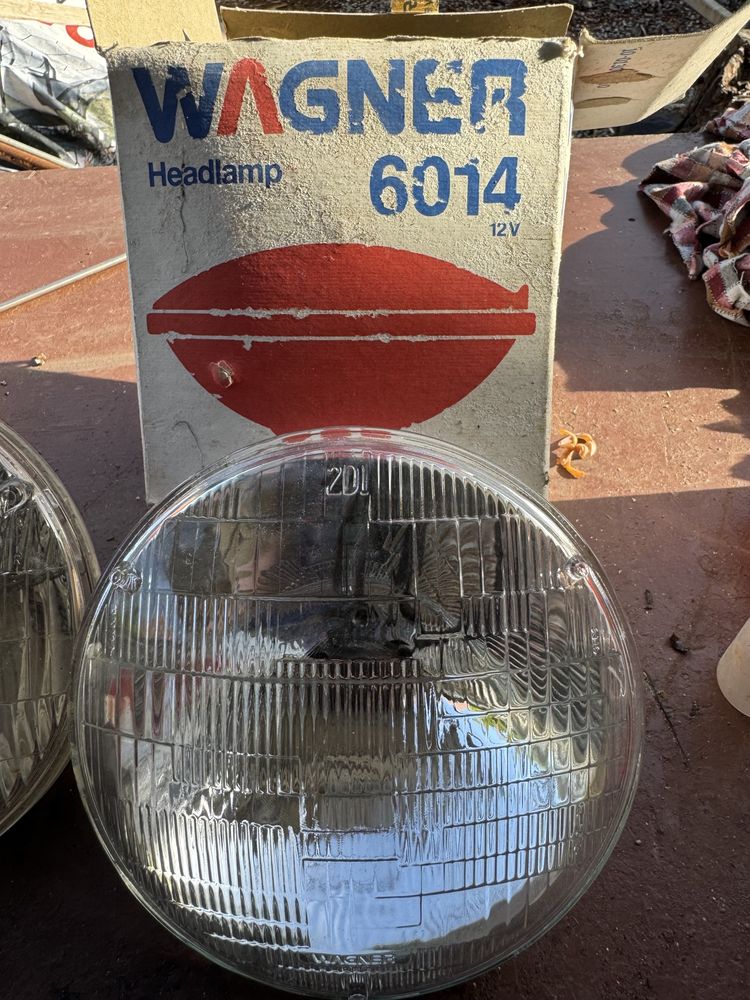 WAGNER
Headlamp 6014
12V
2D1
WAGNER